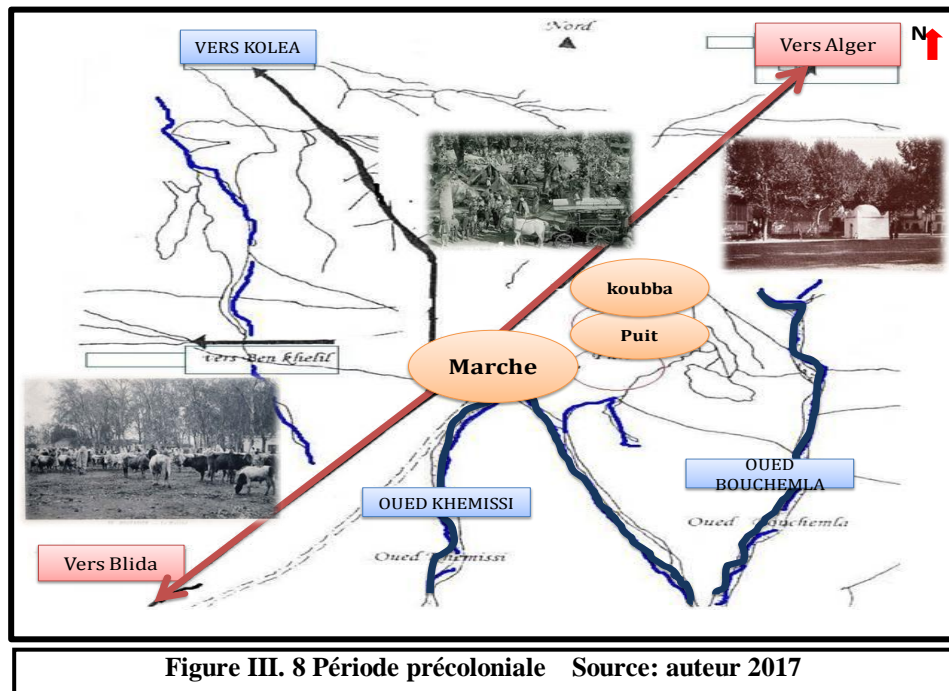 Nord
VERS KOLEA
Vers Alger
N
koubba
Puit
Marche
Vers Ben Khelil
OUED KHEMISSI
OUED
BOUCHEMLA
Oued Bouchemla
Oued Khemissi
Vers Blida
Figure III. 8 Période précoloniale Source: auteur 2017